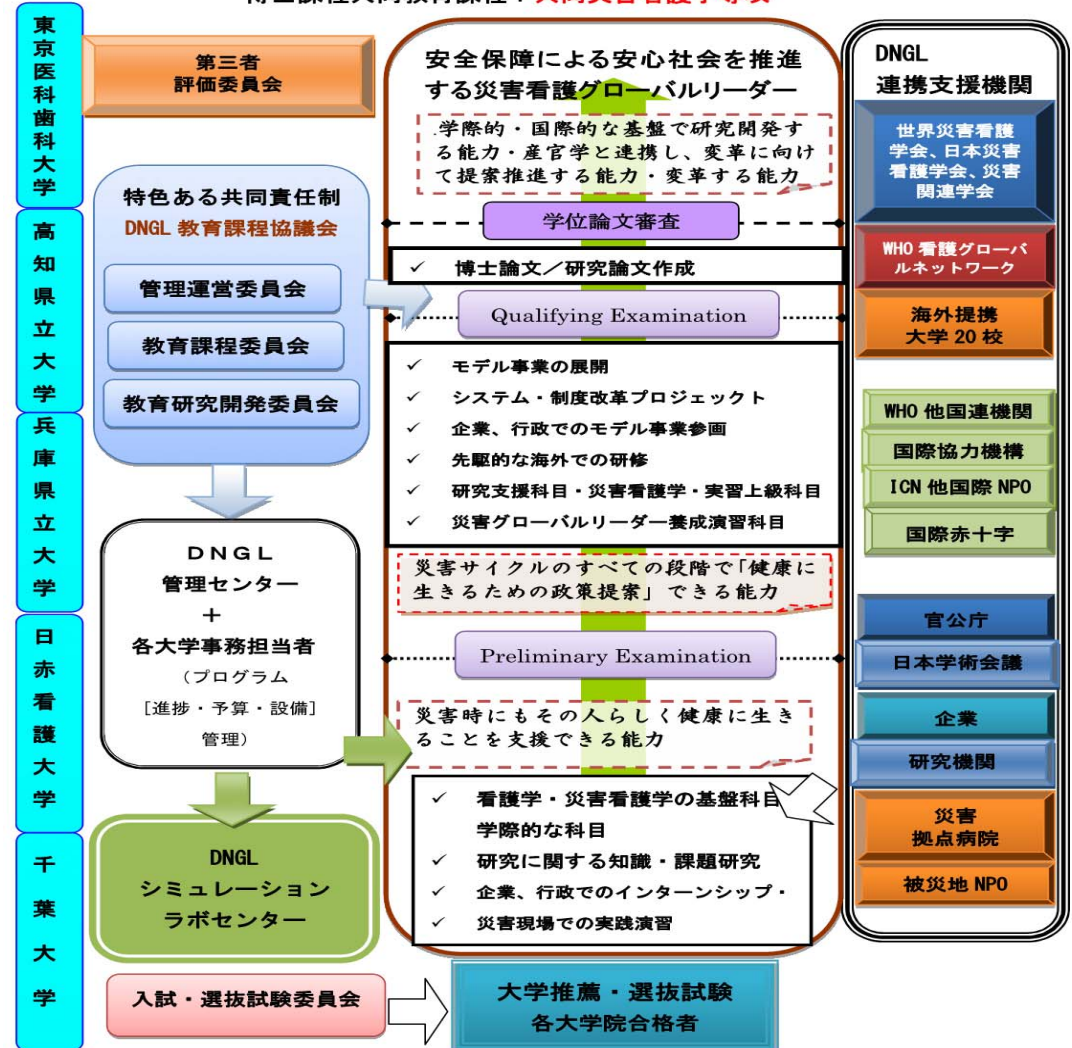 東京医科歯科大学
高知県立大学
兵庫県立大学
日赤看護大学
千葉大学
第三者
評価委員会
特色ある共同責任制
DNGL 教育課程協議会
管理運営委員会
教育課程委員会
教育研究開発委員会
DNGL
管理センター
+
各大学事務担当者
(プログラム
[進捗・予算・設備]
管理)
DNGL
シミュレーション
ラボセンター
入試・選抜試験委員会
安全保障による安心社会を推進
する災害看護グローバルリーダー
.学際的・国際的な基盤で研究開発す
る能力・産官学と連携し、変革に向け
て提案推進する能力・変革する能力
学位論文審査
✓ 博士論文/研究論文作成
Qualifying Examination
✓ モデル事業の展開
✓ システム・制度改革プロジェックト
✓ 企業、行政でのモデル事業参画
✓ 先駆的な海外での研修
✓ 研究支援科目・災害看護学・実習上級科目
✓ 災害グローバルリーダー養成演習科目
災害サイクルのすべての段階で「健康に
生きるための政策提案」できる能力
Preliminary Examination
災害時にもその人らしく健康に生き
ることを支援できる能力
✓ 看護学・災害看護学の基盤科目
学際的な科目
✓ 研究に関する知識・課題研究
✓ 企業、行政でのインターンシップ・
✓ 災害現場での実践演習
大学推薦・選抜試験
各大学院合格者
DNGL
連携支援機関
世界災害看護
学会、日本災害
看護学会、災害
関連学会
WHO 看護グローバ
ルネットワーク
海外提携
大学 20 校
WHO 他国連機関
国際協力機構
ICN 他国際 NPO
国際赤十字
官公庁
日本学術会議
企業
研究機関
災害
拠点病院
被災地 NPO